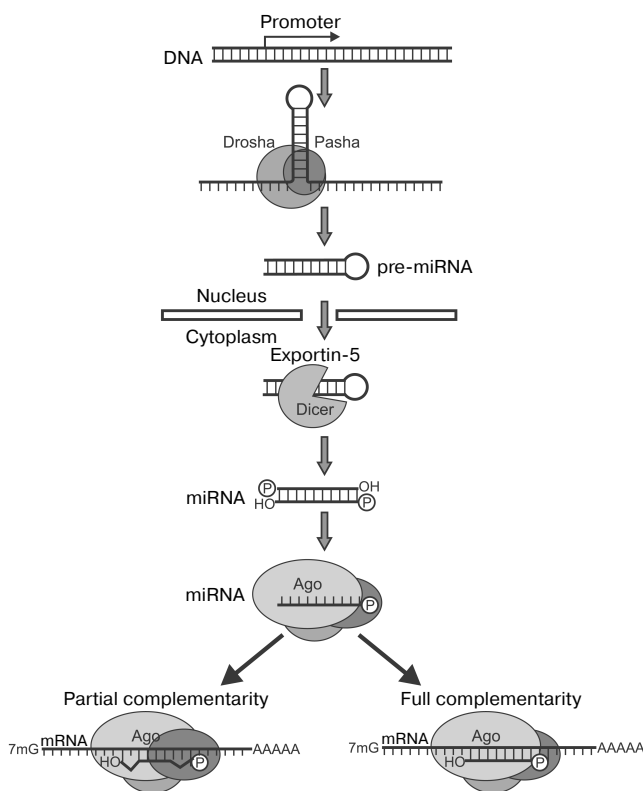 Promoter
DNA
Drosha Pasha
pre-miRNA
Nucleus
Cytoplasm
Exportin-5
Dicer
P OH
miRNA
HO P
Ago
miRNA
P
Partial complementarity Full complementarity
mRNA Ago mRNA Ago
7mG AAAAA 7mG AAAAA
HO P HO P